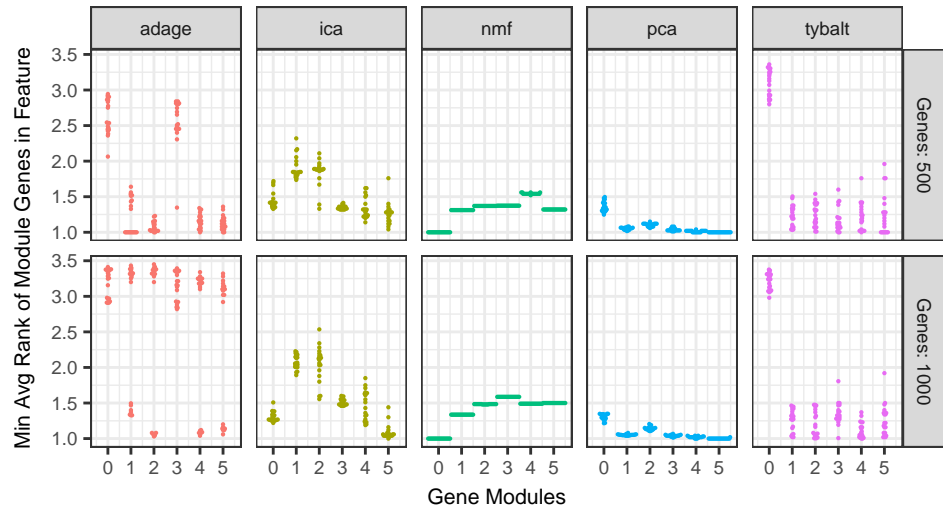 adage ica nmf pca tybalt
Min Avg Rank of Module Genes in Feature
3.5
3.0
2.5
2.0
1.5
1.0
Genes: 500
3.5
3.0
2.5
2.0
1.5
1.0
Genes: 1000
0 1 2 3 4 5 0 1 2 3 4 5 0 1 2 3 4 5 0 1 2 3 4 5 0 1 2 3 4 5
Gene Modules